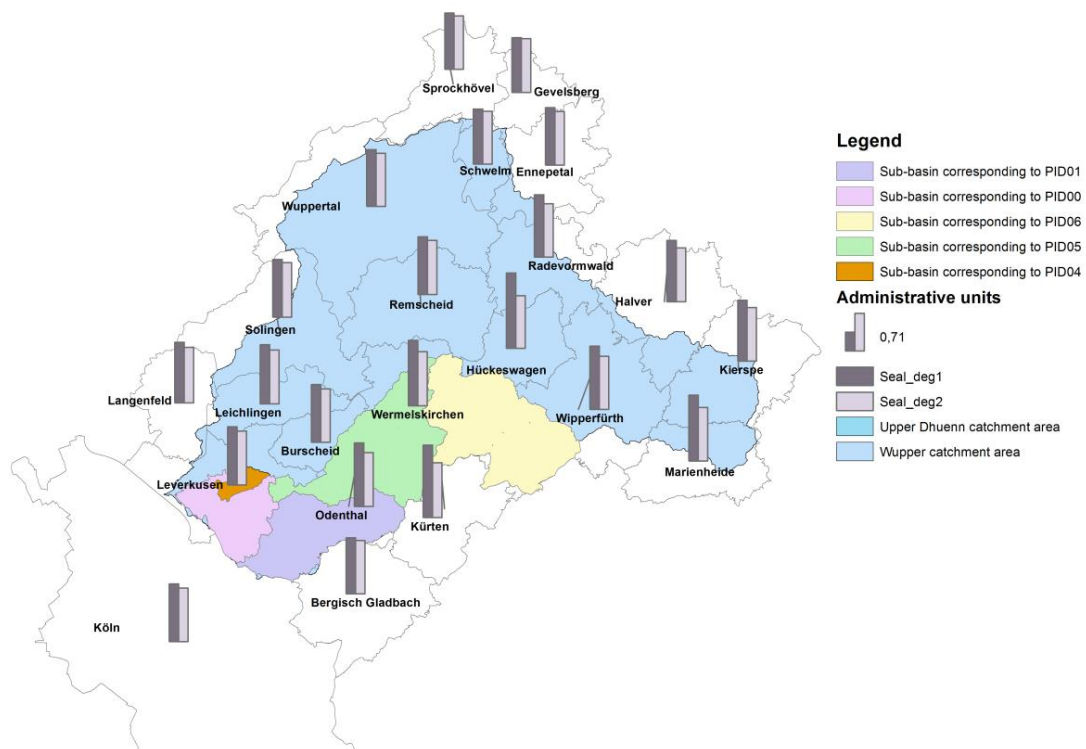 Sprockhövel
Gevelsberg
Schwelm
Ennepetal
Wuppertal
Radevormwald
Remscheid
Halver
Solingen
Kierspe
Hückeswagen
Langenfeld
Leichlingen
Wermelskirchen
Wipperfürth
Burscheid
Marienheide
Leverkusen
Odenthal
Kürten
Bergisch Gladbach
Köln
Legend
Sub-basin corresponding to PID01
Sub-basin corresponding to PID00
Sub-basin corresponding to PID06
Sub-basin corresponding to PID05
Sub-basin corresponding to PID04
Administrative units
0,71
Seal_deg1
Seal_deg2
Upper Dhuenn catchment area
Wupper catchment area